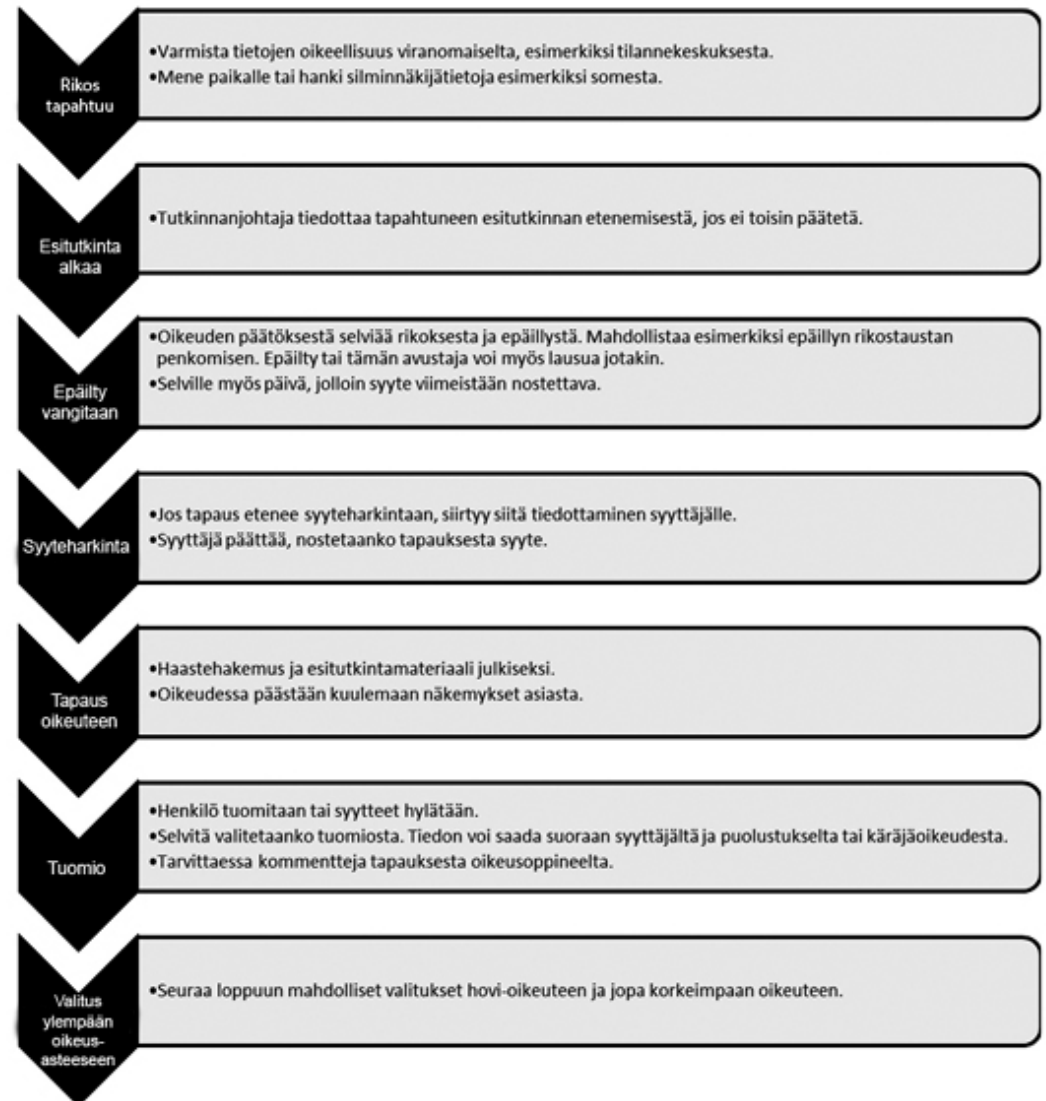 Rikos
tapahtuu
•Varmista tietojen oikeellisuus viranomaiselta, esimerkiksi tilannekeskuksesta.
•Mene paikalle tai hanki silminnäkijätietoja esimerkiksi somesta.
Esitutkinta
alkaa
•Tutkinnanjohtaja tiedottaa tapahtuneen esitutkinnan etenemisestä, jos ei toisin päätetä.
Epäilty
vangitaan
•Oikeuden päätöksestä selviää rikoksesta ja epäillystä. Mahdollistaa esimerkiksi epäillyn rikostaustan
penkomisen. Epäilty tai tämän avustaja voi myös lausua jotakin.
•Selville myös päivä, jolloin syyte viimeistään nostettava.
Syyteharkinta
•Jos tapaus etenee syyteharkintaan, siirtyy siitä tiedottaminen syyttäjälle.
•Syyttäjä päättää, nostetaanko tapauksesta syyte.
Tapaus
oikeuteen
•Haastehakemus ja esitutkintamateriaali julkiseksi.
•Oikeudessa päästään kuulemaan näkemykset asiasta.
Tuomio
•Henkilö tuomitaan tai syytteet hylätään.
•Selvitä valitetaanko tuomiosta. Tiedon voi saada suoraan syyttäjältä ja puolustukselta tai käräjäoikeudesta.
•Tarvittaessa kommentteja tapauksesta oikeusoppineelta.
Valitus
ylempään
oikeus-
asteeseen
•Seuraa loppuun mahdolliset valitukset hovi-oikeuteen ja jopa korkeimpaan oikeuteen.